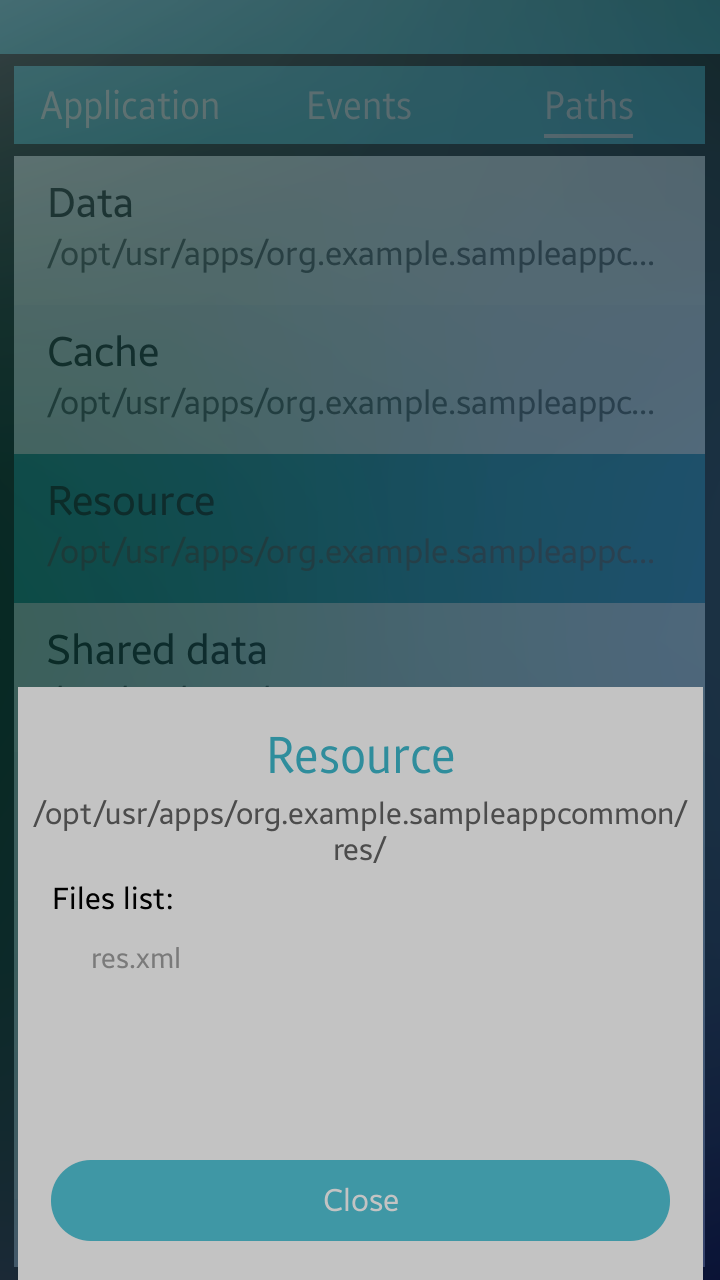 Application Events Paths
Data
/opt/usr/apps/org.example.sampleappc...
Cache
/opt/usr/apps/org.example.sampleappc...
Resource
/opt/usr/apps/org.example.sampleappc...
Shared data
Resource
/opt/usr/apps/org.example.sampleappcommon/
res/
Files list:
res.xml
Close